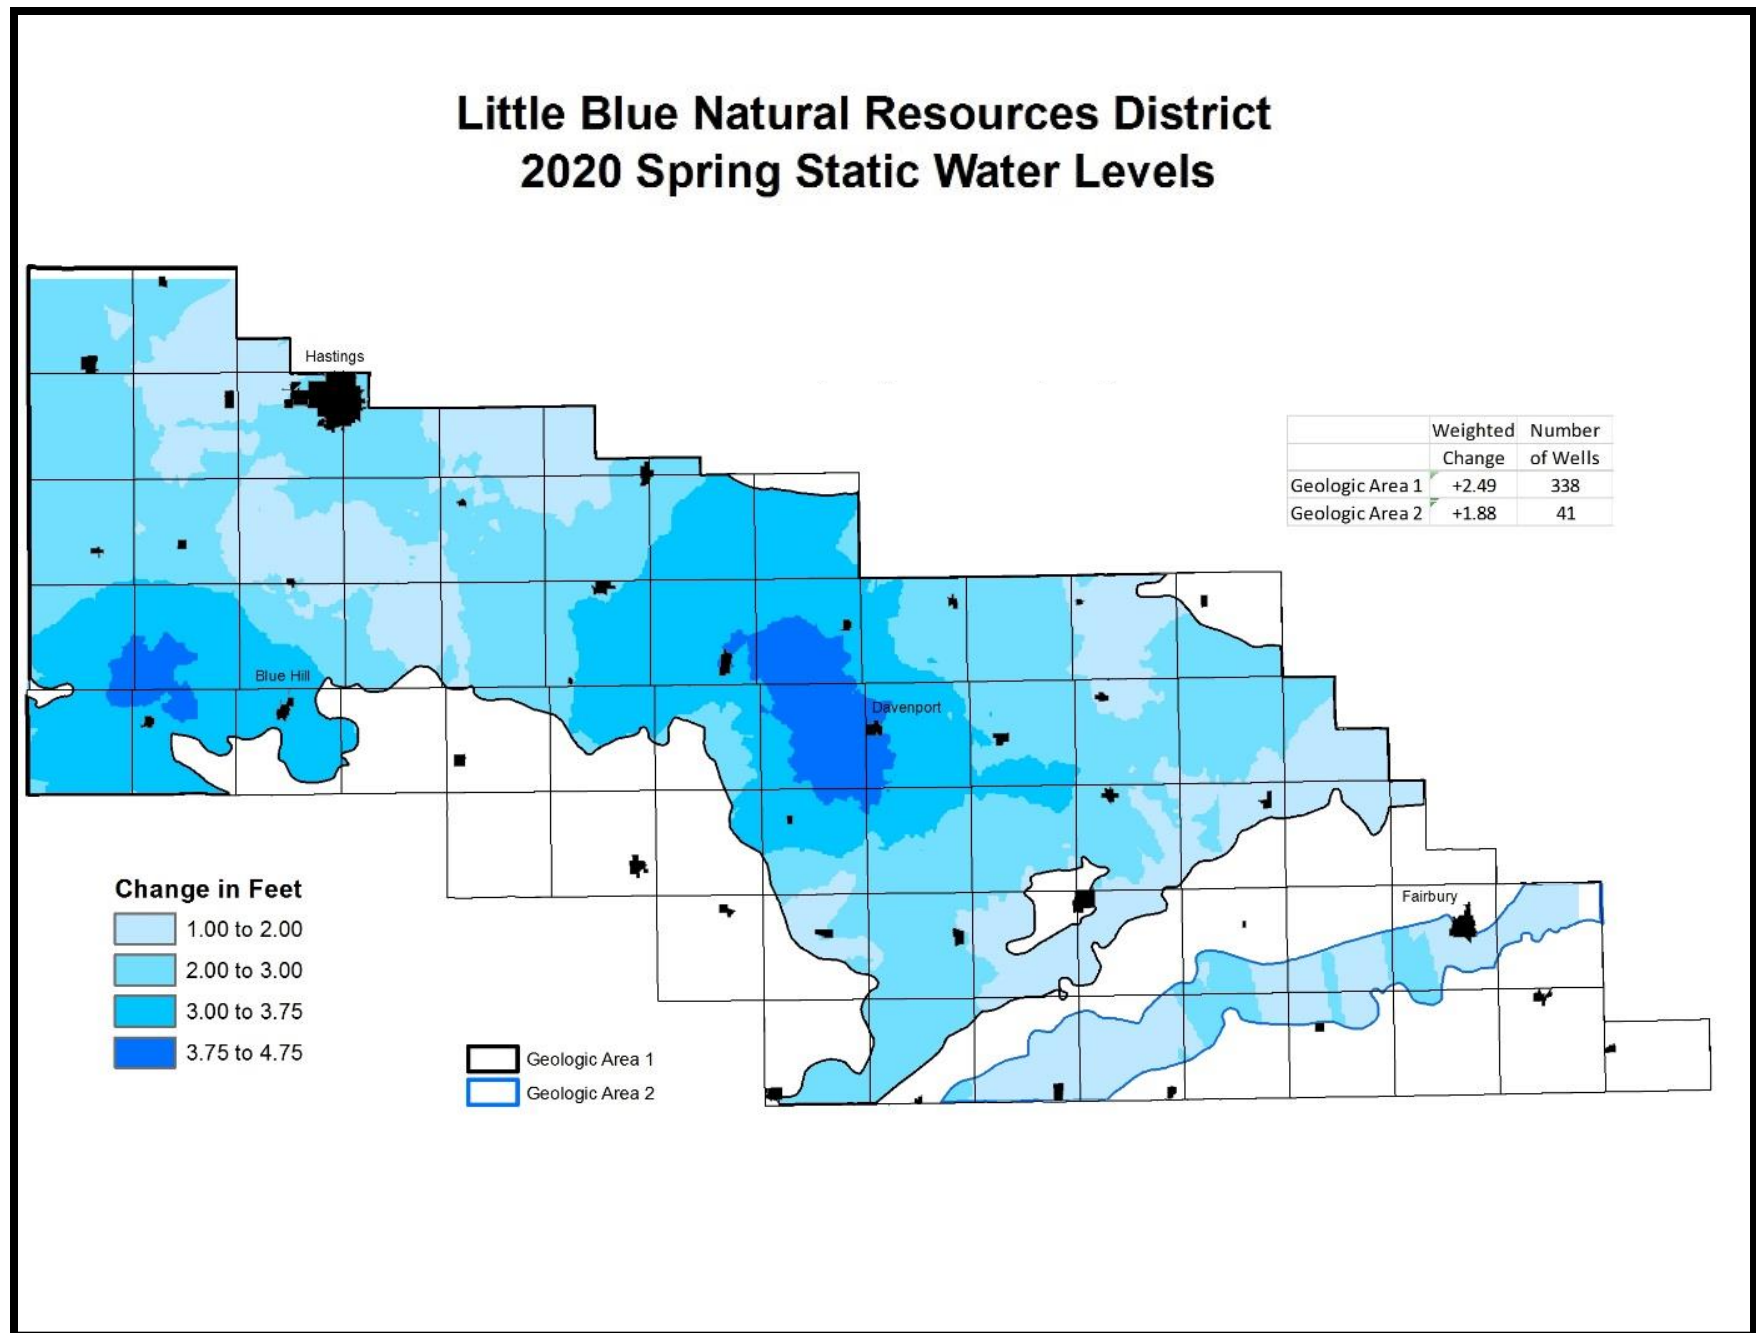 Little Blue Natural Resources District
2020 Spring Static Water Levels
Hastings
Weighted Number
Change of Wells
Geologic Area 1 +2.49 338
Geologic Area 2 +1.88 41
Blue Hill
Davenport
Fairbury
Change in Feet
1.00 to 2.00
2.00 to 3.00
3.00 to 3.75
3.75 to 4.75
Geologic Area 1
Geologic Area 2